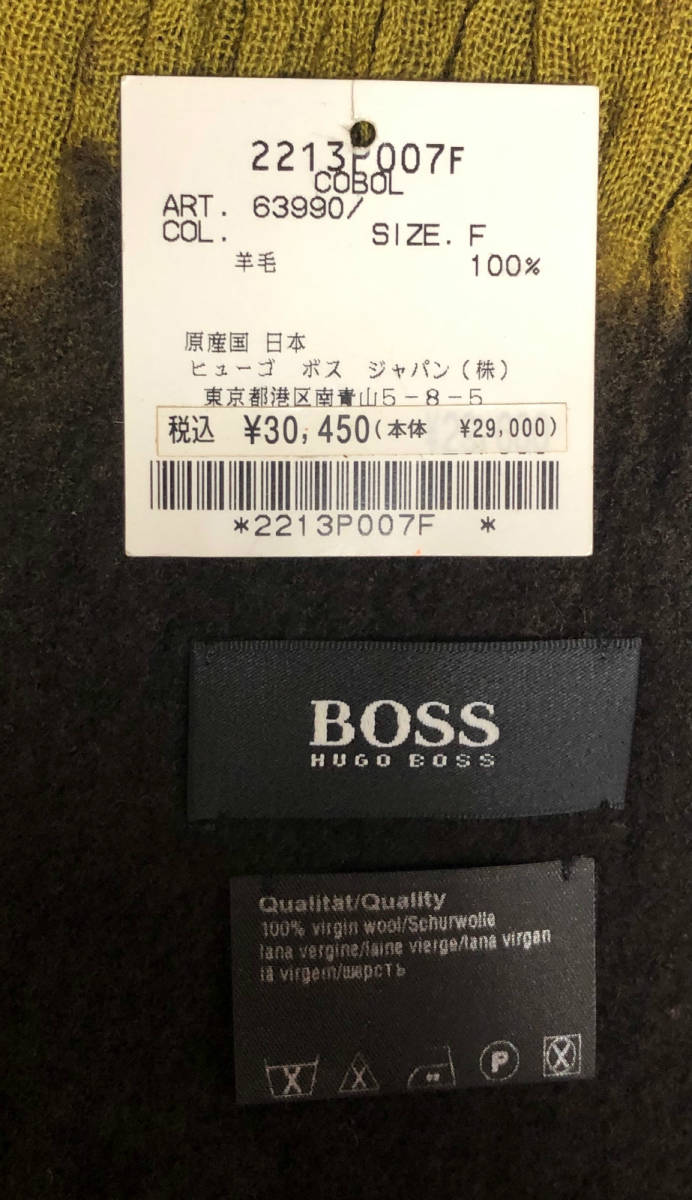 2213P007F
COBOL
ART. 63990/
COL. SIZE. F
羊毛 100%
原産国 日本
ヒューゴ ボス ジャパン(株)
東京都港区南青山5-8-5
税込 ¥30,450(本体 ¥29,000)
*2213P007F *
BOSS
HUGO BOSS
Qualität/Quality
100% virgin wool/Schurwolle
lana vergine/laine vierge/lana virgen
lã virgem/шерсть
P